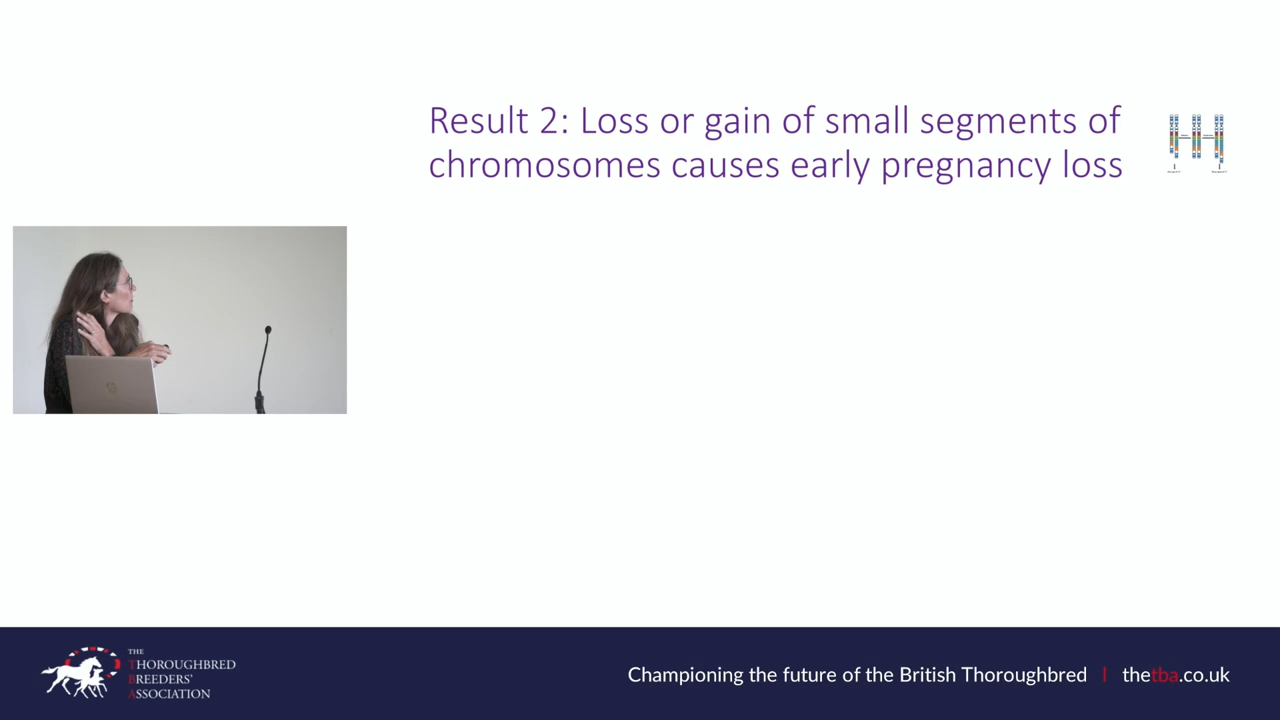 Result 2: Loss or gain of small segments of
chromosomes causes early pregnancy loss
THE
THOROUGHBRED
BREEDERS'
ASSOCIATION
Championing the future of the British Thoroughbred | thetba.co.uk